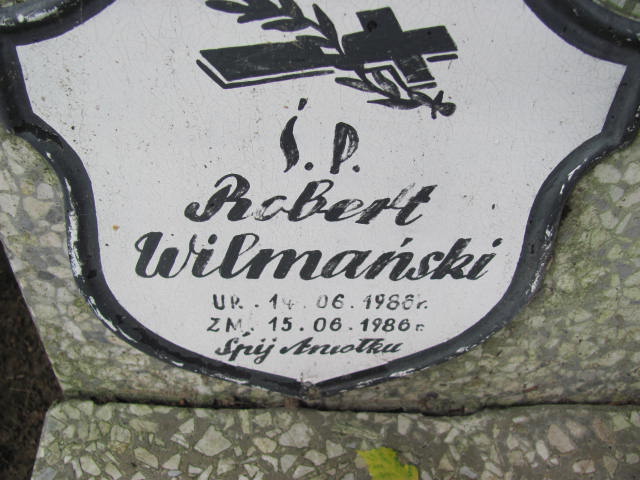 Ś. P.
Robert
Wilmański
UR. 14.06.1986r.
ZM. 15.06.1986r.
Śpij Aniołku